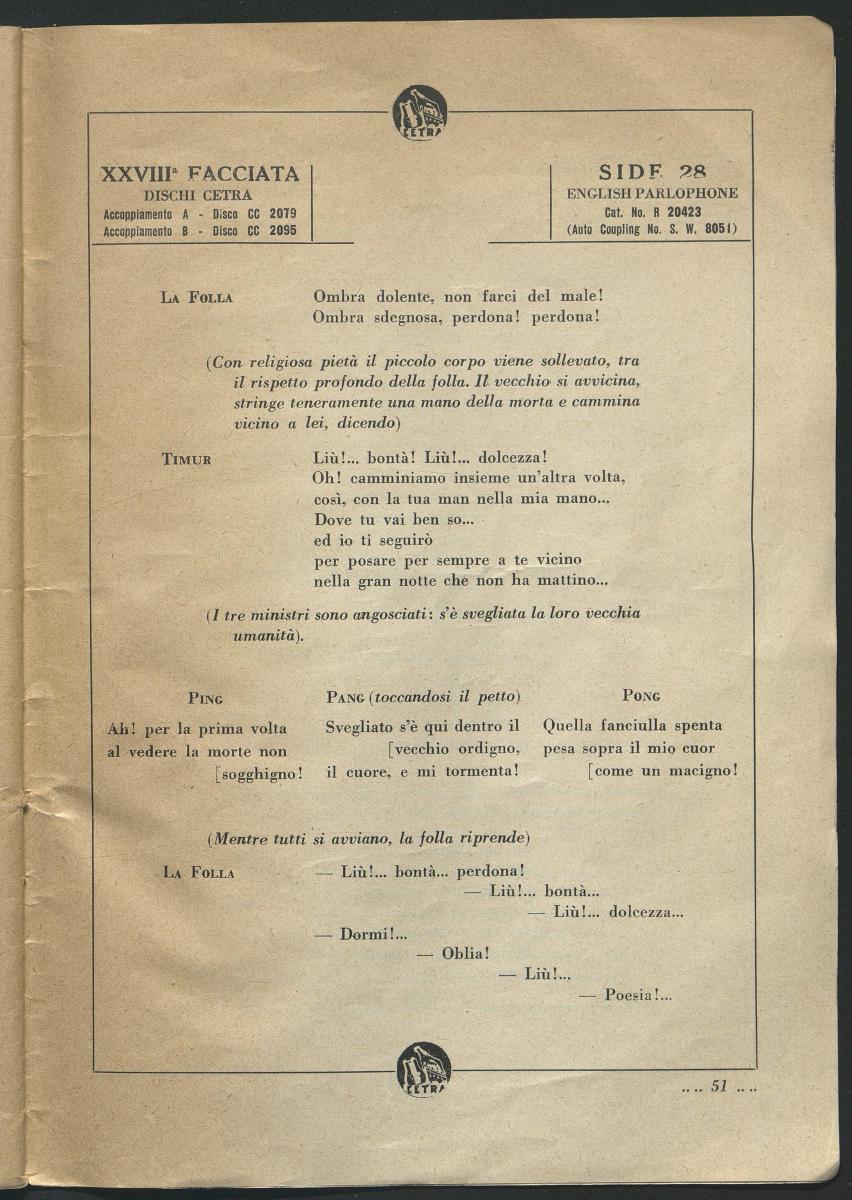 CETRA
XXVIIIª FACCIATA
DISCHI CETRA
Accoppiamento A - Disco CC 2079
Accoppiamento B - Disco CC 2095
SIDE 28
ENGLISH PARLOPHONE
Cat. No. R 20423
(Auto Coupling No. S. W. 8051)
LA FOLLA Ombra dolente, non farci del male!
Ombra sdegnosa, perdona! perdona!
(Con religiosa pietà il piccolo corpo viene sollevato, tra
il rispetto profondo della folla. Il vecchio si avvicina,
stringe teneramente una mano della morta e cammina
vicino a lei, dicendo)
TIMUR Liù!... bontà! Liù!... dolcezza!
Oh! camminiamo insieme un'altra volta,
così, con la tua man nella mia mano...
Dove tu vai ben so...
ed io ti seguirò
per posare per sempre a te vicino
nella gran notte che non ha mattino...
(I tre ministri sono angosciati: s'è svegliata la loro vecchia
umanità).
PING
Ah! per la prima volta
al vedere la morte non
[sogghigno!
PANG (toccandosi il petto)
Svegliato s'è qui dentro il
[vecchio ordigno,
il cuore, e mi tormenta!
PONG
Quella fanciulla spenta
pesa sopra il mio cuor
[come un macigno!
(Mentre tutti si avviano, la folla riprende)
LA FOLLA — Liù!... bontà... perdona!
— Liù!... bontà...
— Liù!... dolcezza...
— Dormi!...
— Oblia!
— Liù!...
— Poesia!...
CETRA
.... 51 ....